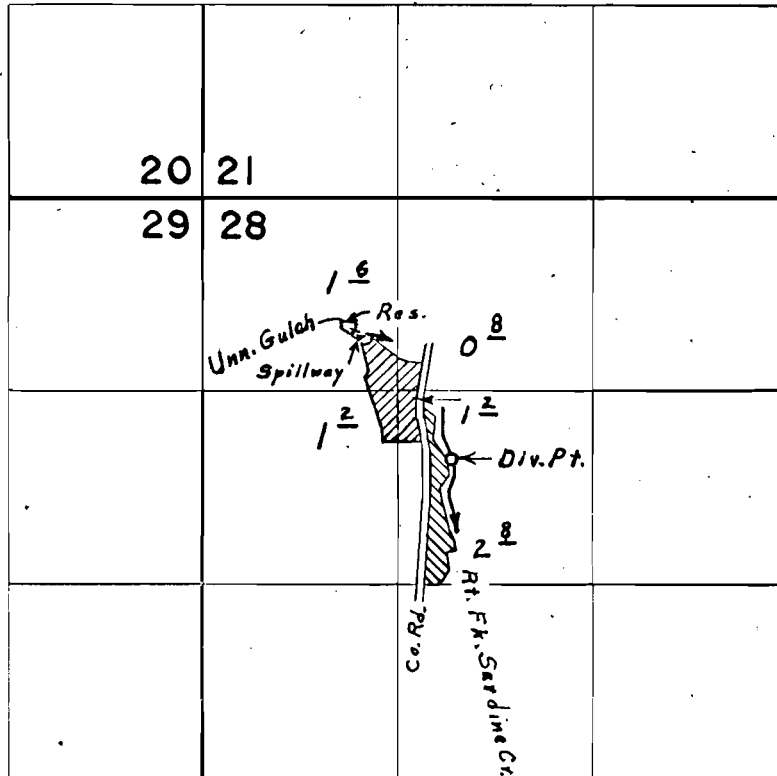 20 21
29 28
1 6
Res.
Unn. Gulch
Spillway
0 8
1 2
1 2
Div. Pt.
2 8
Co. Rd.
Rt. Fk. Sardine Cr.